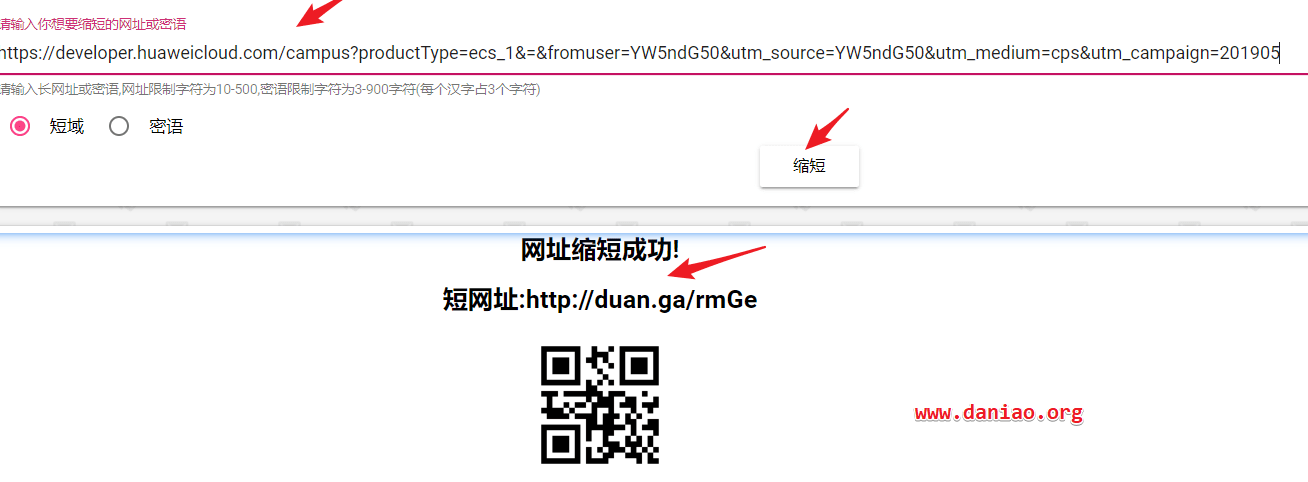 请输入你想要缩短的网址或密语
https://developer.huaweicloud.com/campus?productType=ecs_1&=&fromuser=YW5ndG50&utm_source=YW5ndG50&utm_medium=cps&utm_campaign=201905
请输入长网址或密语,网址限制字符为10-500,密语限制字符为3-900字符(每个汉字占3个字符)
短域 密语
缩短
网址缩短成功!
短网址:http://duan.ga/rmGe
www.daniao.org